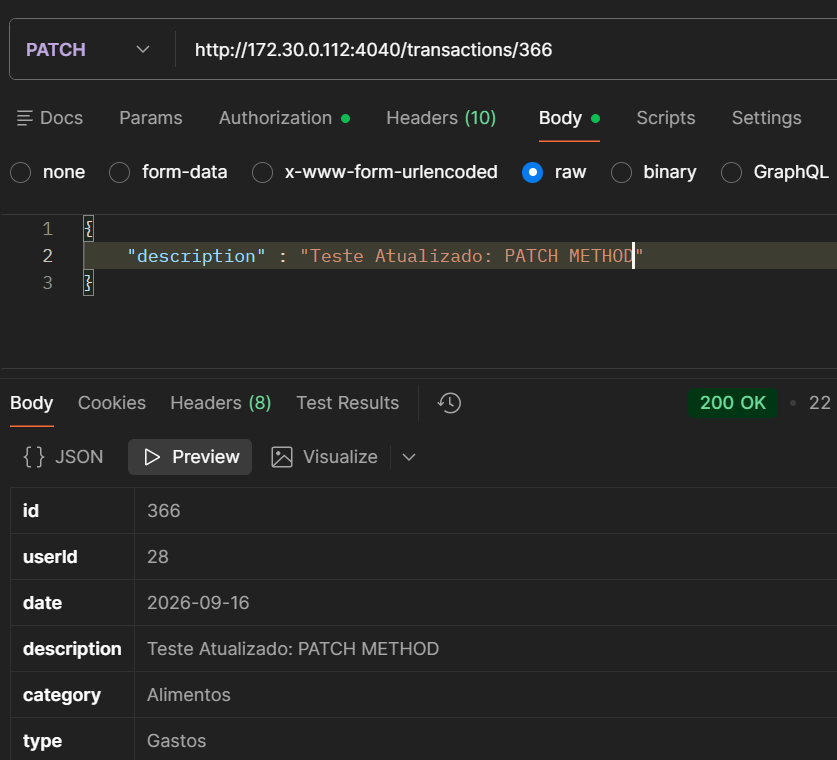 PATCH http://172.30.0.112:4040/transactions/366
Docs Params Authorization Headers (10) Body Scripts Settings
none form-data x-www-form-urlencoded raw binary GraphQL
1 {
2 "description" : "Teste Atualizado: PATCH METHOD"
3 }
Body Cookies Headers (8) Test Results 200 OK • 22
{} JSON Preview Visualize
id 366
userId 28
date 2026-09-16
description Teste Atualizado: PATCH METHOD
category Alimentos
type Gastos